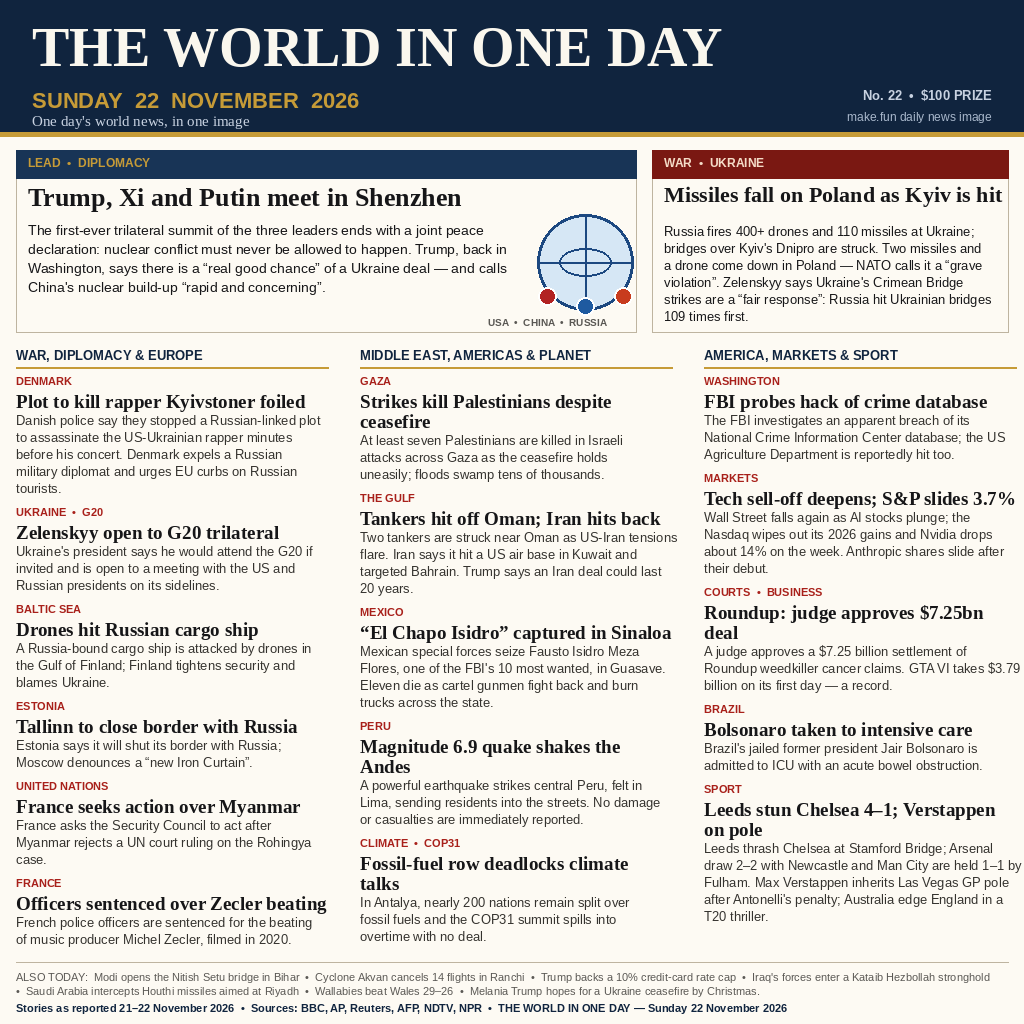 THE WORLD IN ONE DAY
SUNDAY 22 NOVEMBER 2026
One day's world news, in one image
No. 22 • $100 PRIZE
make.fun daily news image
LEAD • DIPLOMACY
Trump, Xi and Putin meet in Shenzhen
The first-ever trilateral summit of the three leaders ends with a joint peace
declaration: nuclear conflict must never be allowed to happen. Trump, back in
Washington, says there is a “real good chance” of a Ukraine deal — and calls
China's nuclear build-up “rapid and concerning”.
USA • CHINA • RUSSIA
WAR • UKRAINE
Missiles fall on Poland as Kyiv is hit
Russia fires 400+ drones and 110 missiles at Ukraine;
bridges over Kyiv's Dnipro are struck. Two missiles and
a drone come down in Poland — NATO calls it a “grave
violation”. Zelenskyy says Ukraine's Crimean Bridge
strikes are a “fair response”: Russia hit Ukrainian bridges
109 times first.
WAR, DIPLOMACY & EUROPE
DENMARK
Plot to kill rapper Kyivstoner foiled
Danish police say they stopped a Russian-linked plot
to assassinate the US-Ukrainian rapper minutes
before his concert. Denmark expels a Russian
military diplomat and urges EU curbs on Russian
tourists.
UKRAINE • G20
Zelenskyy open to G20 trilateral
Ukraine's president says he would attend the G20 if
invited and is open to a meeting with the US and
Russian presidents on its sidelines.
BALTIC SEA
Drones hit Russian cargo ship
A Russia-bound cargo ship is attacked by drones in
the Gulf of Finland; Finland tightens security and
blames Ukraine.
ESTONIA
Tallinn to close border with Russia
Estonia says it will shut its border with Russia;
Moscow denounces a “new Iron Curtain”.
UNITED NATIONS
France seeks action over Myanmar
France asks the Security Council to act after
Myanmar rejects a UN court ruling on the Rohingya
case.
FRANCE
Officers sentenced over Zecler beating
French police officers are sentenced for the beating
of music producer Michel Zecler, filmed in 2020.
MIDDLE EAST, AMERICAS & PLANET
GAZA
Strikes kill Palestinians despite
ceasefire
At least seven Palestinians are killed in Israeli
attacks across Gaza as the ceasefire holds
uneasily; floods swamp tens of thousands.
THE GULF
Tankers hit off Oman; Iran hits back
Two tankers are struck near Oman as US-Iran tensions
flare. Iran says it hit a US air base in Kuwait and
targeted Bahrain. Trump says an Iran deal could last
20 years.
MEXICO
“El Chapo Isidro” captured in Sinaloa
Mexican special forces seize Fausto Isidro Meza
Flores, one of the FBI's 10 most wanted, in Guasave.
Eleven die as cartel gunmen fight back and burn
trucks across the state.
PERU
Magnitude 6.9 quake shakes the
Andes
A powerful earthquake strikes central Peru, felt in
Lima, sending residents into the streets. No damage
or casualties are immediately reported.
CLIMATE • COP31
Fossil-fuel row deadlocks climate
talks
In Antalya, nearly 200 nations remain split over
fossil fuels and the COP31 summit spills into
overtime with no deal.
AMERICA, MARKETS & SPORT
WASHINGTON
FBI probes hack of crime database
The FBI investigates an apparent breach of its
National Crime Information Center database; the US
Agriculture Department is reportedly hit too.
MARKETS
Tech sell-off deepens; S&P slides 3.7%
Wall Street falls again as AI stocks plunge; the
Nasdaq wipes out its 2026 gains and Nvidia drops
about 14% on the week. Anthropic shares slide after
their debut.
COURTS • BUSINESS
Roundup: judge approves $7.25bn
deal
A judge approves a $7.25 billion settlement of
Roundup weedkiller cancer claims. GTA VI takes $3.79
billion on its first day — a record.
BRAZIL
Bolsonaro taken to intensive care
Brazil's jailed former president Jair Bolsonaro is
admitted to ICU with an acute bowel obstruction.
SPORT
Leeds stun Chelsea 4–1; Verstappen
on pole
Leeds thrash Chelsea at Stamford Bridge; Arsenal
draw 2–2 with Newcastle and Man City are held 1–1 by
Fulham. Max Verstappen inherits Las Vegas GP pole
after Antonelli's penalty; Australia edge England in a
T20 thriller.
ALSO TODAY: Modi opens the Nitish Setu bridge in Bihar • Cyclone Akvan cancels 14 flights in Ranchi • Trump backs a 10% credit-card rate cap • Iraq's forces enter a Kataib Hezbollah stronghold
• Saudi Arabia intercepts Houthi missiles aimed at Riyadh • Wallabies beat Wales 29–26 • Melania Trump hopes for a Ukraine ceasefire by Christmas.
Stories as reported 21–22 November 2026 • Sources: BBC, AP, Reuters, AFP, NDTV, NPR • THE WORLD IN ONE DAY — Sunday 22 November 2026